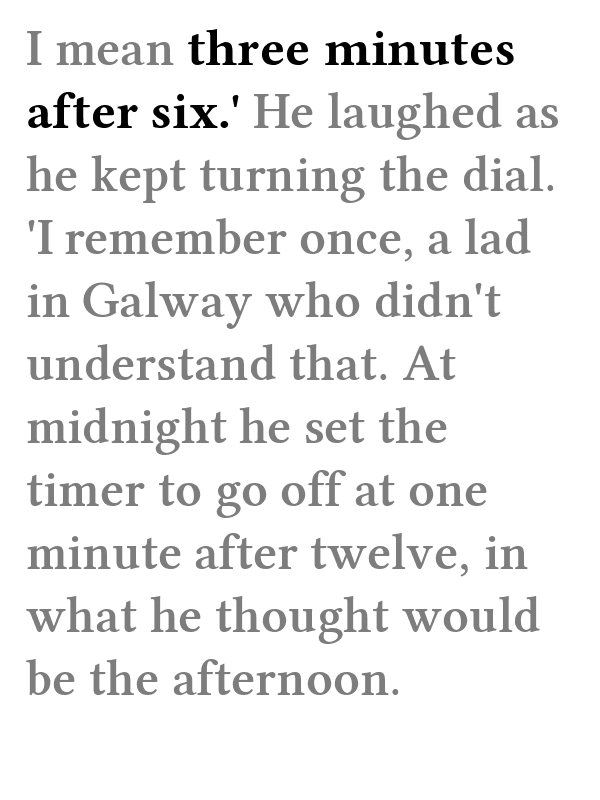 I mean three minutes
after six.' He laughed as
he kept turning the dial.
'I remember once, a lad
in Galway who didn't
understand that. At
midnight he set the
timer to go off at one
minute after twelve, in
what he thought would
be the afternoon.